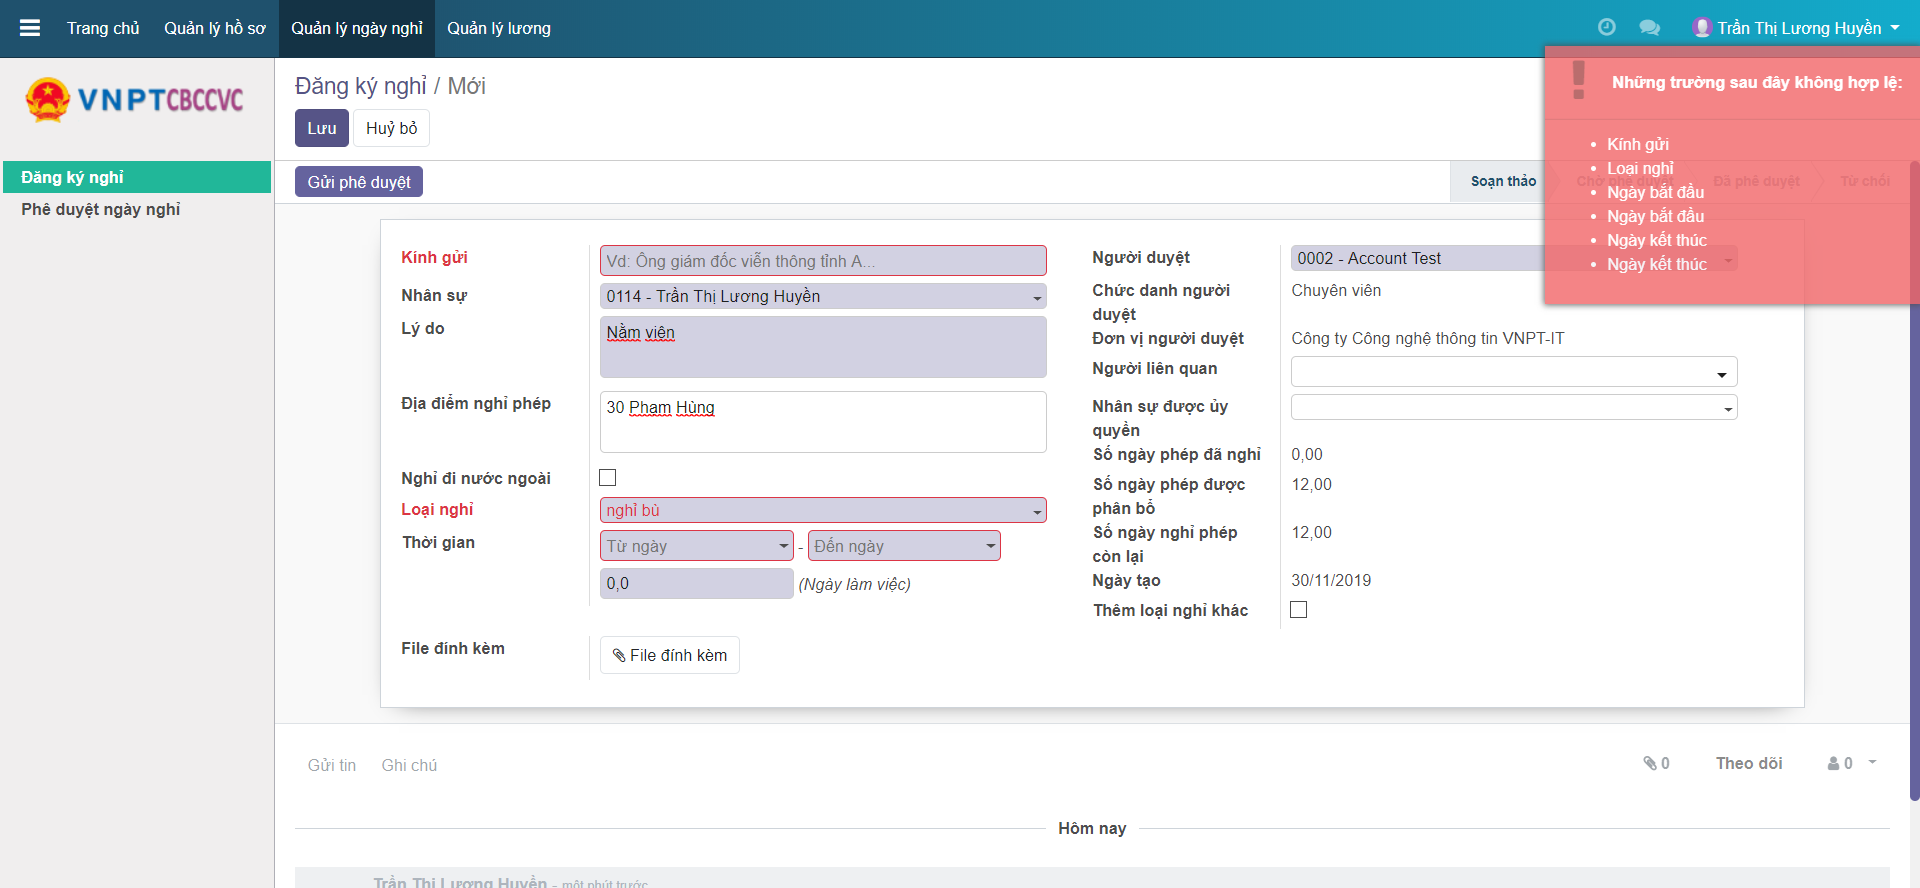 Trang chủ Quản lý hồ sơ Quản lý ngày nghỉ Quản lý lương Trần Thị Lương Huyền
VNPTCBCCVC
Đăng ký nghỉ
Phê duyệt ngày nghỉ
Đăng ký nghỉ / Mới
Lưu Huỷ bỏ
Gửi phê duyệt
Soạn thảo Chờ phê duyệt Đã phê duyệt Từ chối
Những trường sau đây không hợp lệ:
Kính gửi
Loại nghỉ
Ngày bắt đầu
Ngày bắt đầu
Ngày kết thúc
Ngày kết thúc
Kính gửi Vd: Ông giám đốc viễn thông tỉnh A...
Nhân sự 0114 - Trần Thị Lương Huyền
Lý do Nằm viện
Địa điểm nghỉ phép 30 Phạm Hùng
Nghỉ đi nước ngoài
Loại nghỉ nghỉ bù
Thời gian Từ ngày - Đến ngày
0,0 (Ngày làm việc)
File đính kèm File đính kèm
Người duyệt 0002 - Account Test
Chức danh người Chuyên viên
duyệt
Đơn vị người duyệt Công ty Công nghệ thông tin VNPT-IT
Người liên quan
Nhân sự được ủy
quyền
Số ngày phép đã nghỉ 0,00
Số ngày phép được 12,00
phân bổ
Số ngày nghỉ phép 12,00
còn lại
Ngày tạo 30/11/2019
Thêm loại nghỉ khác
Gửi tin Ghi chú 0 Theo dõi 0
Hôm nay
Trần Thị Lương Huyền - một phút trước